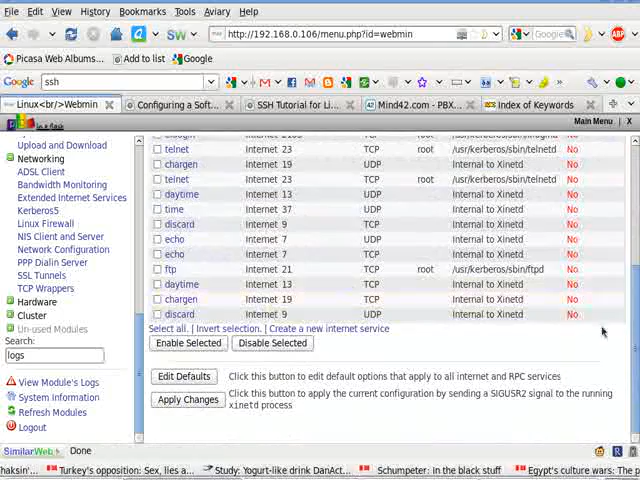 File Edit View History Bookmarks Tools Aviary Help
http://192.168.0.106/menu.php?id=webmin
Google
ABP
Picasa Web Albums... Add to list Google
Google ssh
Linux<br/>Webmin Configuring a Soft... SSH Tutorial for Li... Mind42.com - PBX... Index of Keywords
PBX in a flask Main Menu | X
Upload and Download
Networking
ADSL Client
Bandwidth Monitoring
Extended Internet Services
Kerberos5
Linux Firewall
NIS Client and Server
Network Configuration
PPP Dialin Server
SSL Tunnels
TCP Wrappers
Hardware
Cluster
Un-used Modules
Search:
logs
View Module's Logs
System Information
Refresh Modules
Logout
telnet Internet 23 TCP root /usr/kerberos/sbin/telnetd No
chargen Internet 19 UDP Internal to Xinetd No
telnet Internet 23 TCP root /usr/kerberos/sbin/telnetd No
daytime Internet 13 UDP Internal to Xinetd No
time Internet 37 UDP Internal to Xinetd No
discard Internet 9 UDP Internal to Xinetd No
echo Internet 7 UDP Internal to Xinetd No
echo Internet 7 TCP Internal to Xinetd No
ftp Internet 21 TCP root /usr/kerberos/sbin/ftpd No
daytime Internet 13 TCP Internal to Xinetd No
chargen Internet 19 TCP Internal to Xinetd No
discard Internet 9 TCP Internal to Xinetd No
Select all. | Invert selection. | Create a new internet service
Enable Selected Disable Selected
Edit Defaults Click this button to edit default options that apply to all internet and RPC services
Apply Changes Click this button to apply the current configuration by sending a SIGUSR2 signal to the running
xinetd process
SimilarWeb Done
haksin'... Turkey's opposition: Sex, lies a... Study: Yogurt-like drink DanAct... Schumpeter: In the black stuff Egypt's culture wars: The p